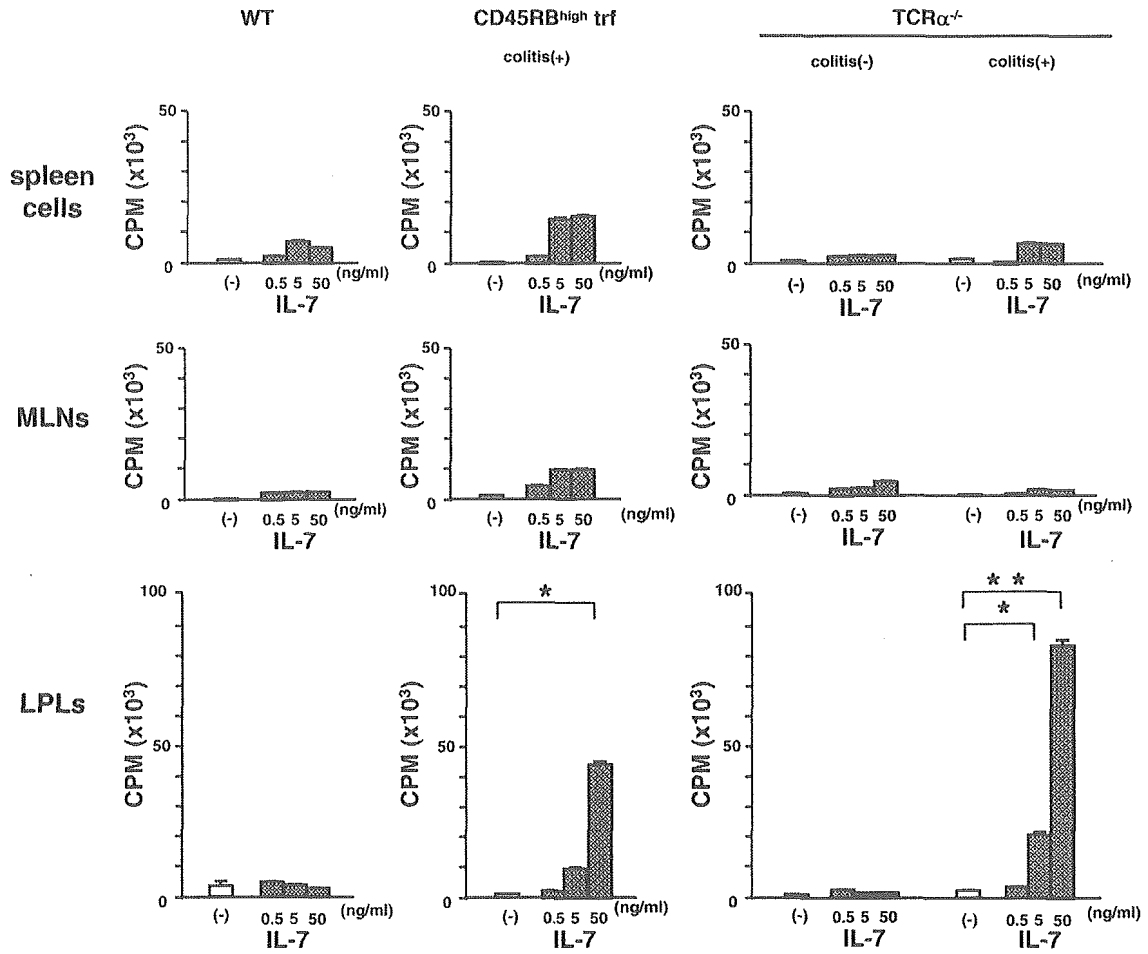 WT CD45RBhigh trf TCRα-/-
colitis(+) colitis(-) colitis(+)
spleen cells
CPM (x10³) 50 0 (-) 0.5 5 50 (ng/ml) IL-7
CPM (x10³) 50 0 (-) 0.5 5 50 (ng/ml) IL-7
CPM (x10³) 50 0 (-) 0.5 5 50 IL-7 (-) 0.5 5 50 (ng/ml) IL-7
MLNs
CPM (x10³) 50 0 (-) 0.5 5 50 (ng/ml) IL-7
CPM (x10³) 50 0 (-) 0.5 5 50 (ng/ml) IL-7
CPM (x10³) 50 0 (-) 0.5 5 50 IL-7 (-) 0.5 5 50 (ng/ml) IL-7
LPLs
CPM (x10³) 100 50 0 (-) 0.5 5 50 (ng/ml) IL-7
CPM (x10³) 100 50 0 * (-) 0.5 5 50 (ng/ml) IL-7
CPM (x10³) 100 50 0 * * * (-) 0.5 5 50 IL-7 (-) 0.5 5 50 (ng/ml) IL-7